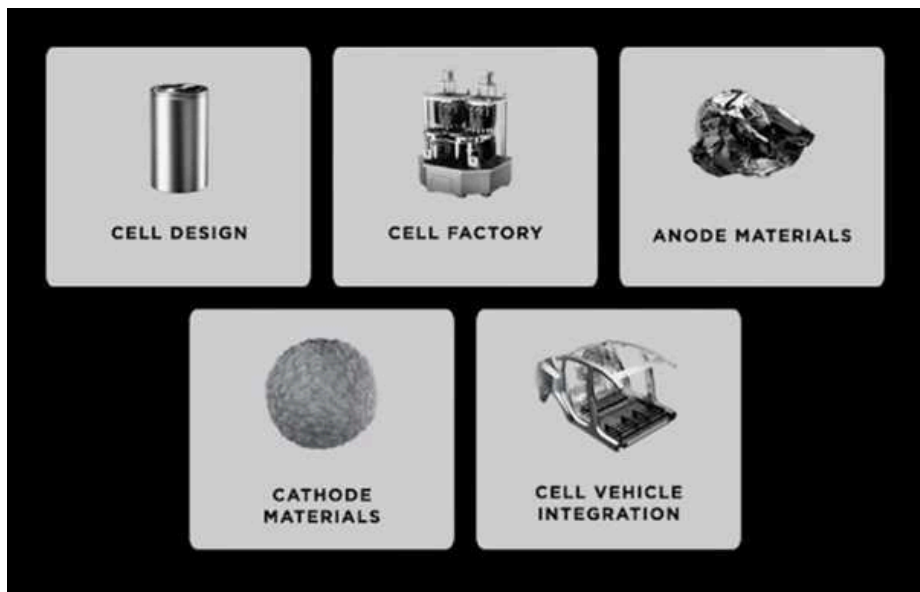 CELL DESIGN
CELL FACTORY
ANODE MATERIALS
CATHODE
MATERIALS
CELL VEHICLE
INTEGRATION